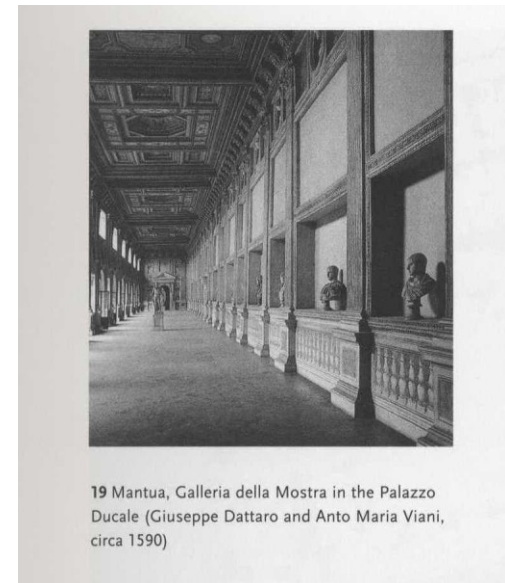 19 Mantua, Galleria della Mostra in the Palazzo
Ducale (Giuseppe Dattaro and Anto Maria Viani,
circa 1590)